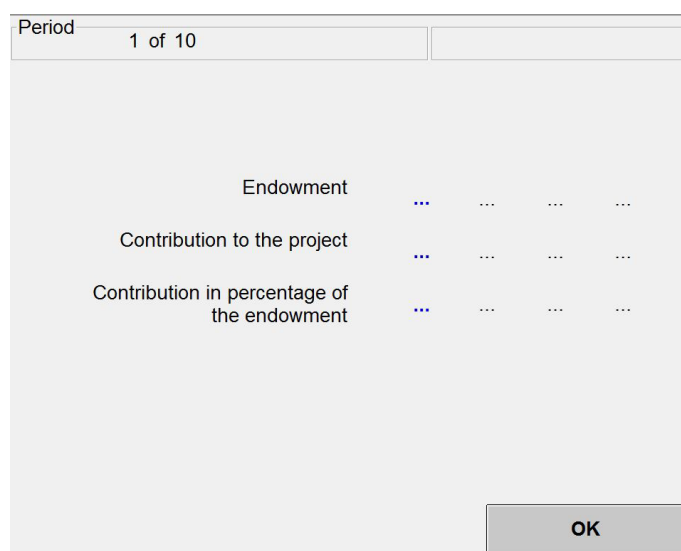 Period
1 of 10
Endowment ... ... ... ...
Contribution to the project ... ... ... ...
Contribution in percentage of
the endowment ... ... ... ...
OK